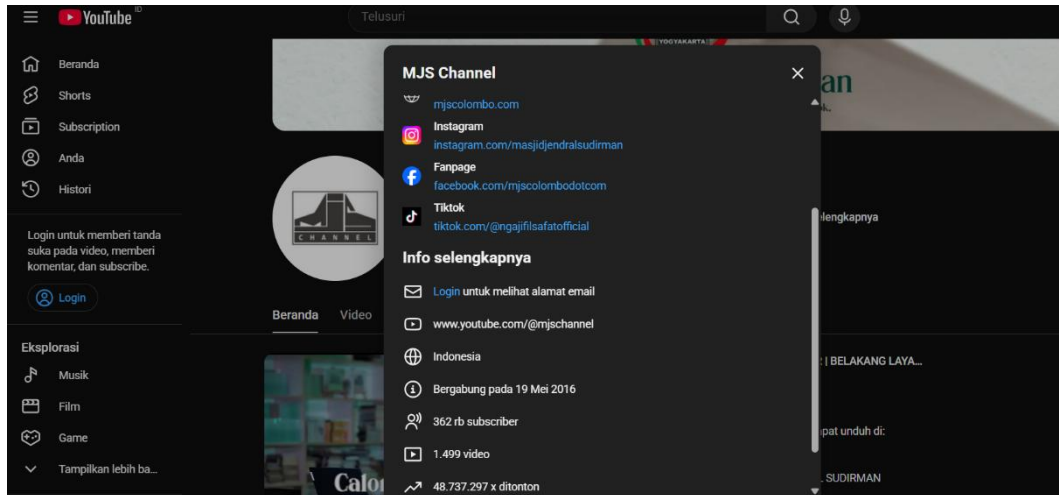 YouTube ID
Telusuri
Beranda
Shorts
Subscription
Anda
Histori
Login untuk memberi tanda
suka pada video, memberi
komentar, dan subscribe.
Login
Eksplorasi
Musik
Film
Game
Tampilkan lebih ba...
YOGYAKARTA
an
CHANNEL
elengkapnya
Beranda
Video
Calo
| BELAKANG LAYA...
pat unduh di:
SUDIRMAN
MJS Channel
mjscolombo.com
Instagram
instagram.com/masjidjendralsudirman
Fanpage
facebook.com/mjscolombodotcom
Tiktok
tiktok.com/@ngajifilsafatofficial
Info selengkapnya
Login untuk melihat alamat email
www.youtube.com/@mjschannel
Indonesia
Bergabung pada 19 Mei 2016
362 rb subscriber
1.499 video
48.737.297 x ditonton